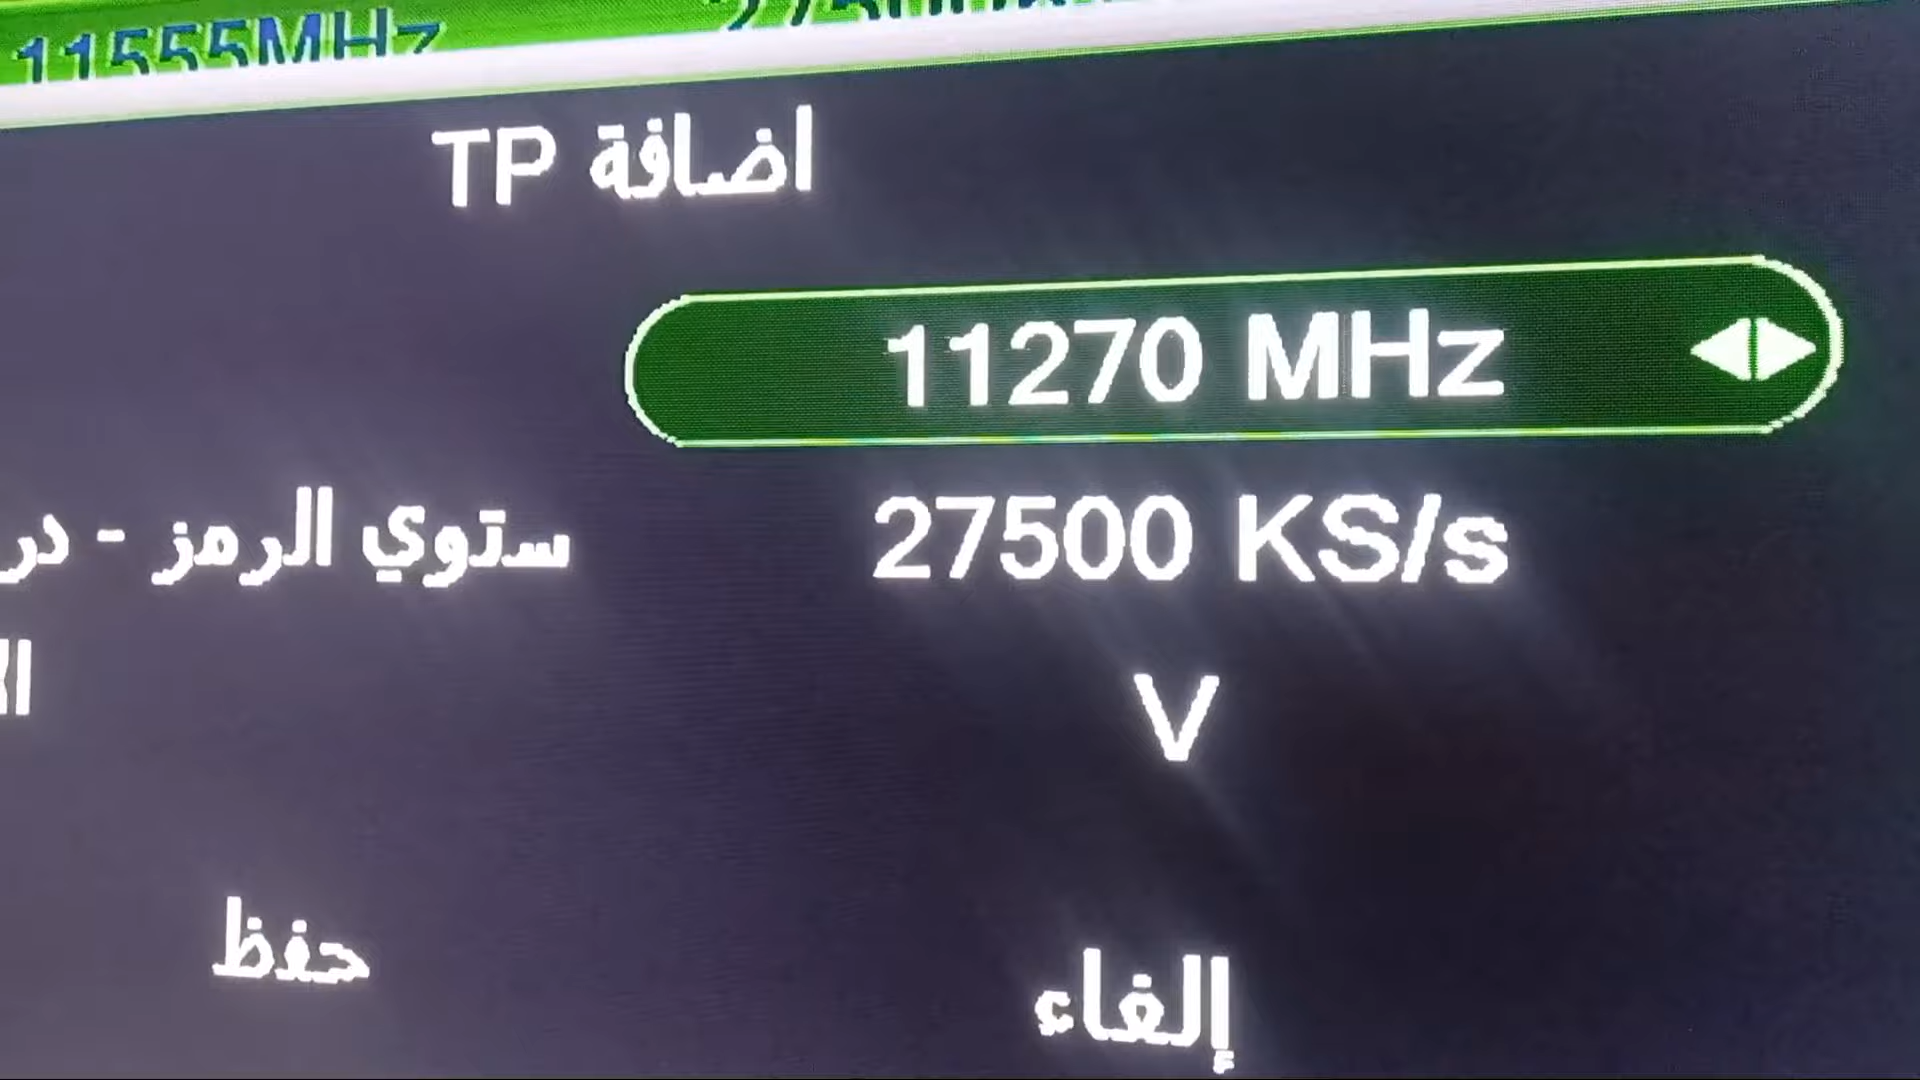 11555MHz
اضافة TP
11270 MHz
ستوي الرمز - در 27500 KS/s
V
حفظ إلغاء